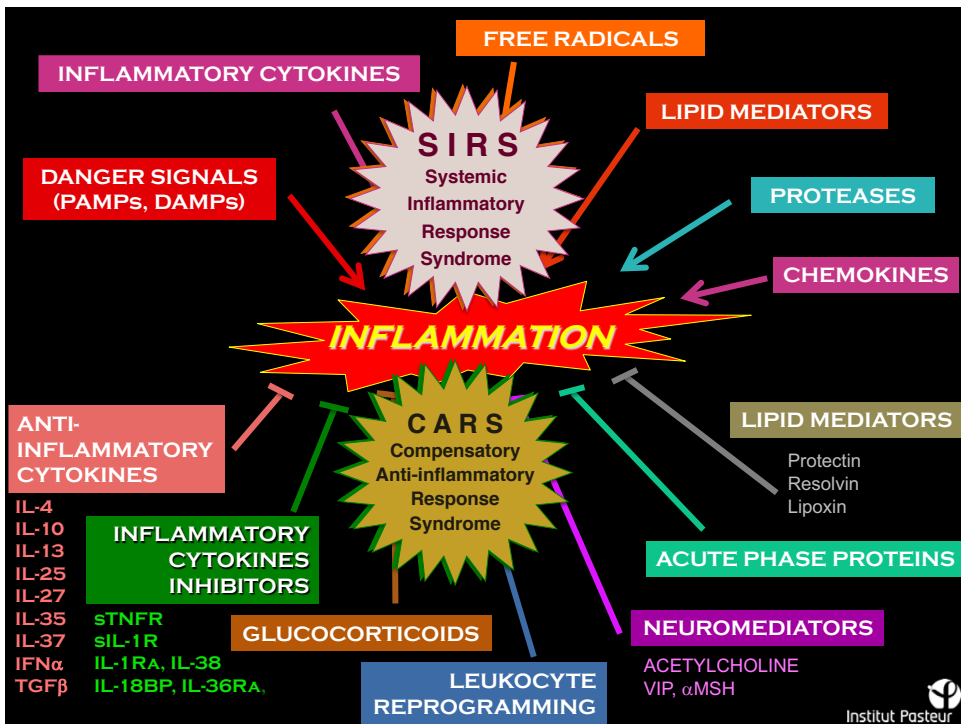 FREE RADICALS
INFLAMMATORY CYTOKINES
LIPID MEDIATORS
SIRS
Systemic
Inflammatory
Response
Syndrome
DANGER SIGNALS
(PAMPs, DAMPs)
PROTEASES
CHEMOKINES
INFLAMMATION
CARS
Compensatory
Anti-inflammatory
Response
Syndrome
ANTI-
INFLAMMATORY
CYTOKINES
IL-4
IL-10
IL-13
IL-25
IL-27
IL-35
IL-37
IFNα
TGFβ
INFLAMMATORY
CYTOKINES
INHIBITORS
sTNFR
sIL-1R
IL-1RA, IL-38
IL-18BP, IL-36RA,
GLUCOCORTICOIDS
LEUKOCYTE
REPROGRAMMING
LIPID MEDIATORS
Protectin
Resolvin
Lipoxin
ACUTE PHASE PROTEINS
NEUROMEDIATORS
ACETYLCHOLINE
VIP, αMSH
Institut Pasteur